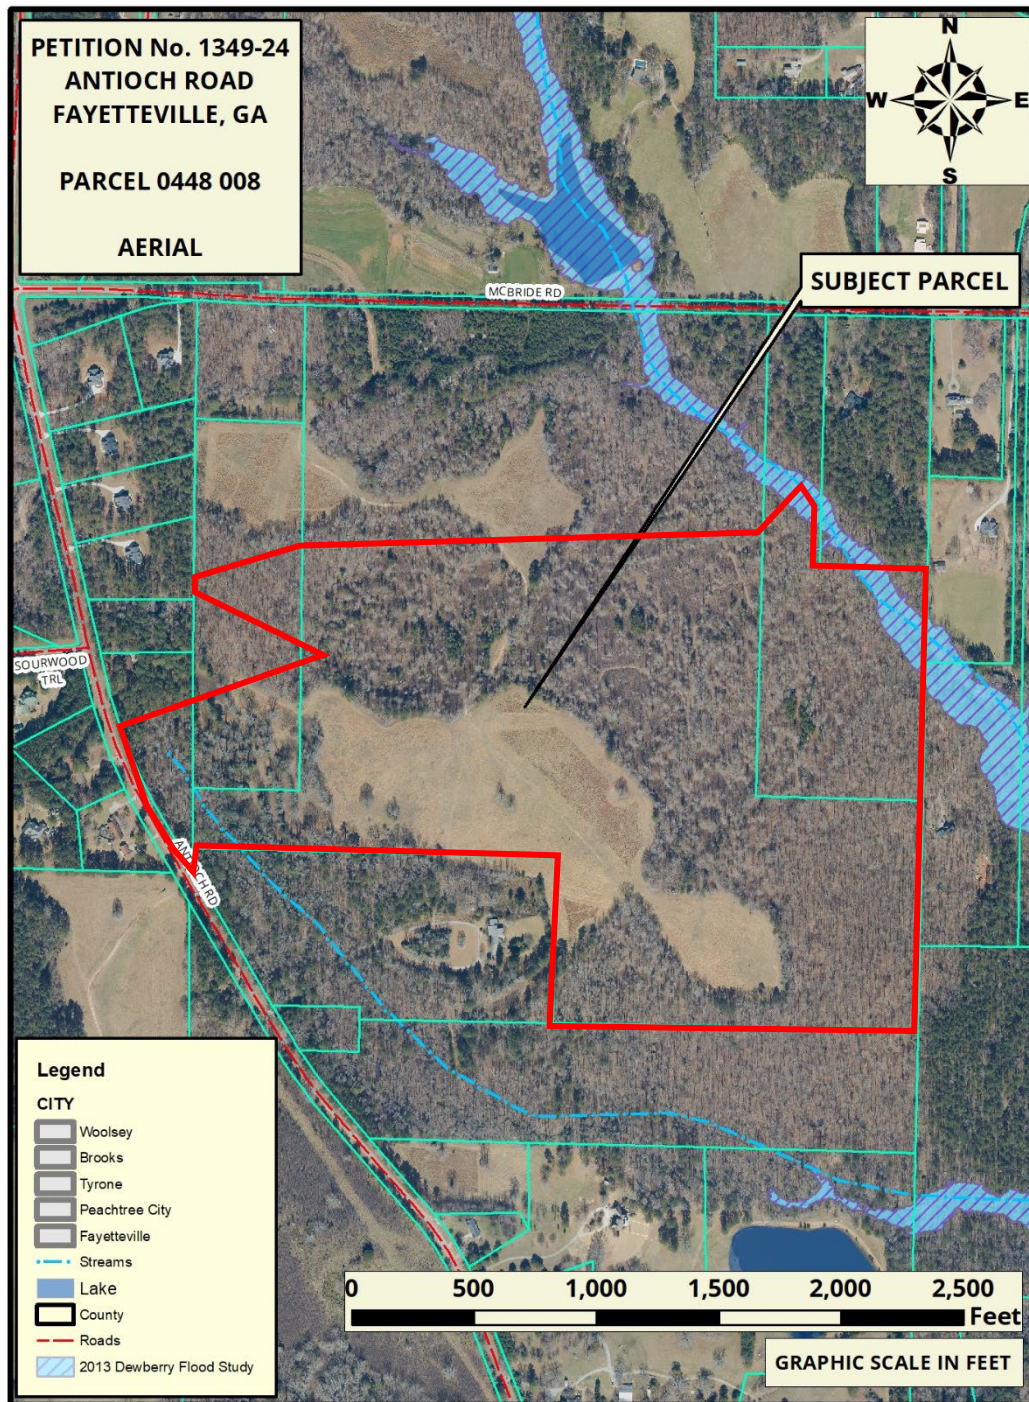 PETITION No. 1349-24
ANTIOCH ROAD
FAYETTEVILLE, GA
PARCEL 0448 008
AERIAL
N
W
E
S
MCBRIDE RD
SUBJECT PARCEL
SOURWOOD
TRL
ANTIOCH RD
Legend
CITY
Woolsey
Brooks
Tyrone
Peachtree City
Fayetteville
Streams
Lake
County
Roads
2013 Dewberry Flood Study
0 500 1,000 1,500 2,000 2,500
Feet
GRAPHIC SCALE IN FEET